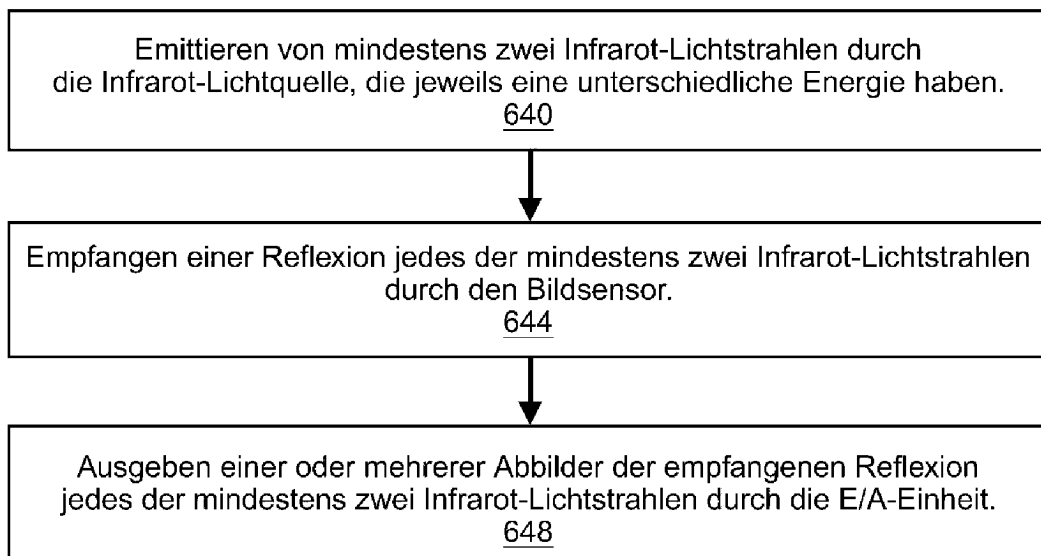 Emittieren von mindestens zwei Infrarot-Lichtstrahlen durch
die Infrarot-Lichtquelle, die jeweils eine unterschiedliche Energie haben.
640
Empfangen einer Reflexion jedes der mindestens zwei Infrarot-Lichtstrahlen
durch den Bildsensor.
644
Ausgeben einer oder mehrerer Abbilder der empfangenen Reflexion
jedes der mindestens zwei Infrarot-Lichtstrahlen durch die E/A-Einheit.
648